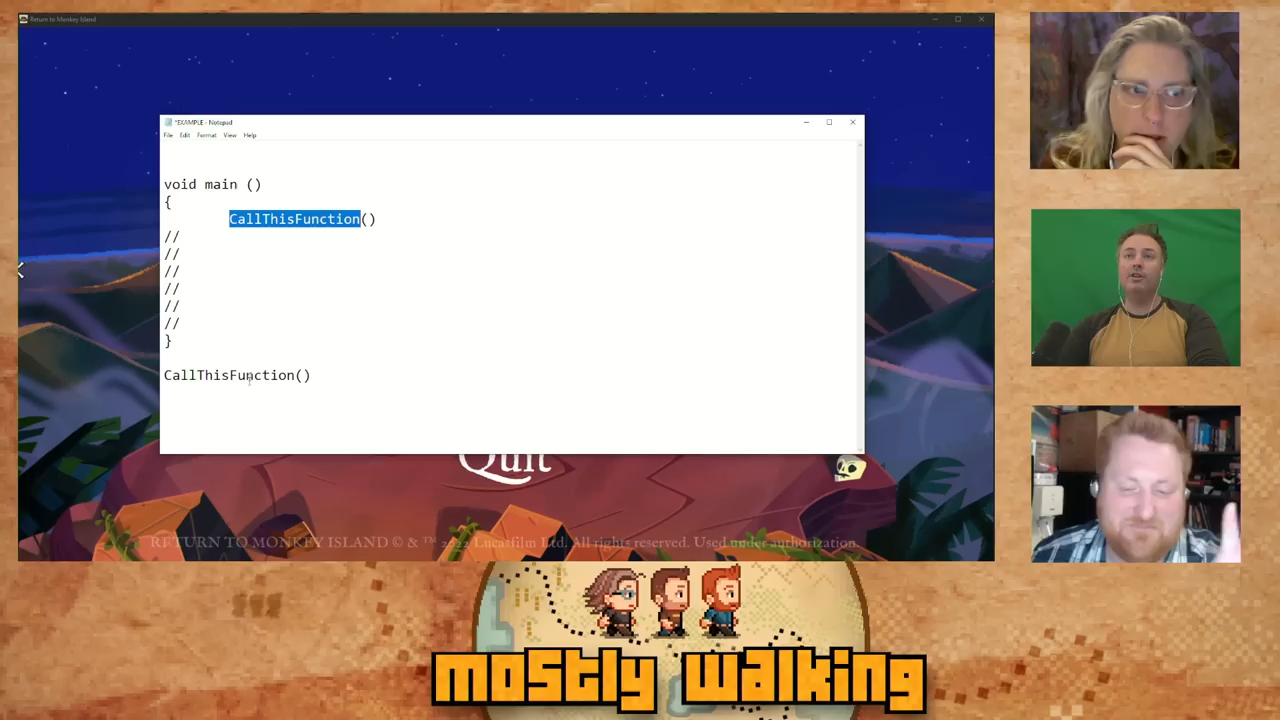 Return to Monkey Island
*EXAMPLE - Notepad
File Edit Format View Help
void main ()
{
CallThisFunction()
//
//
//
//
//
//
}
CallThisFunction()
Quit
RETURN TO MONKEY ISLAND © & ™ 2022 Lucasfilm Ltd. All rights reserved. Used under authorization.
mostly walking